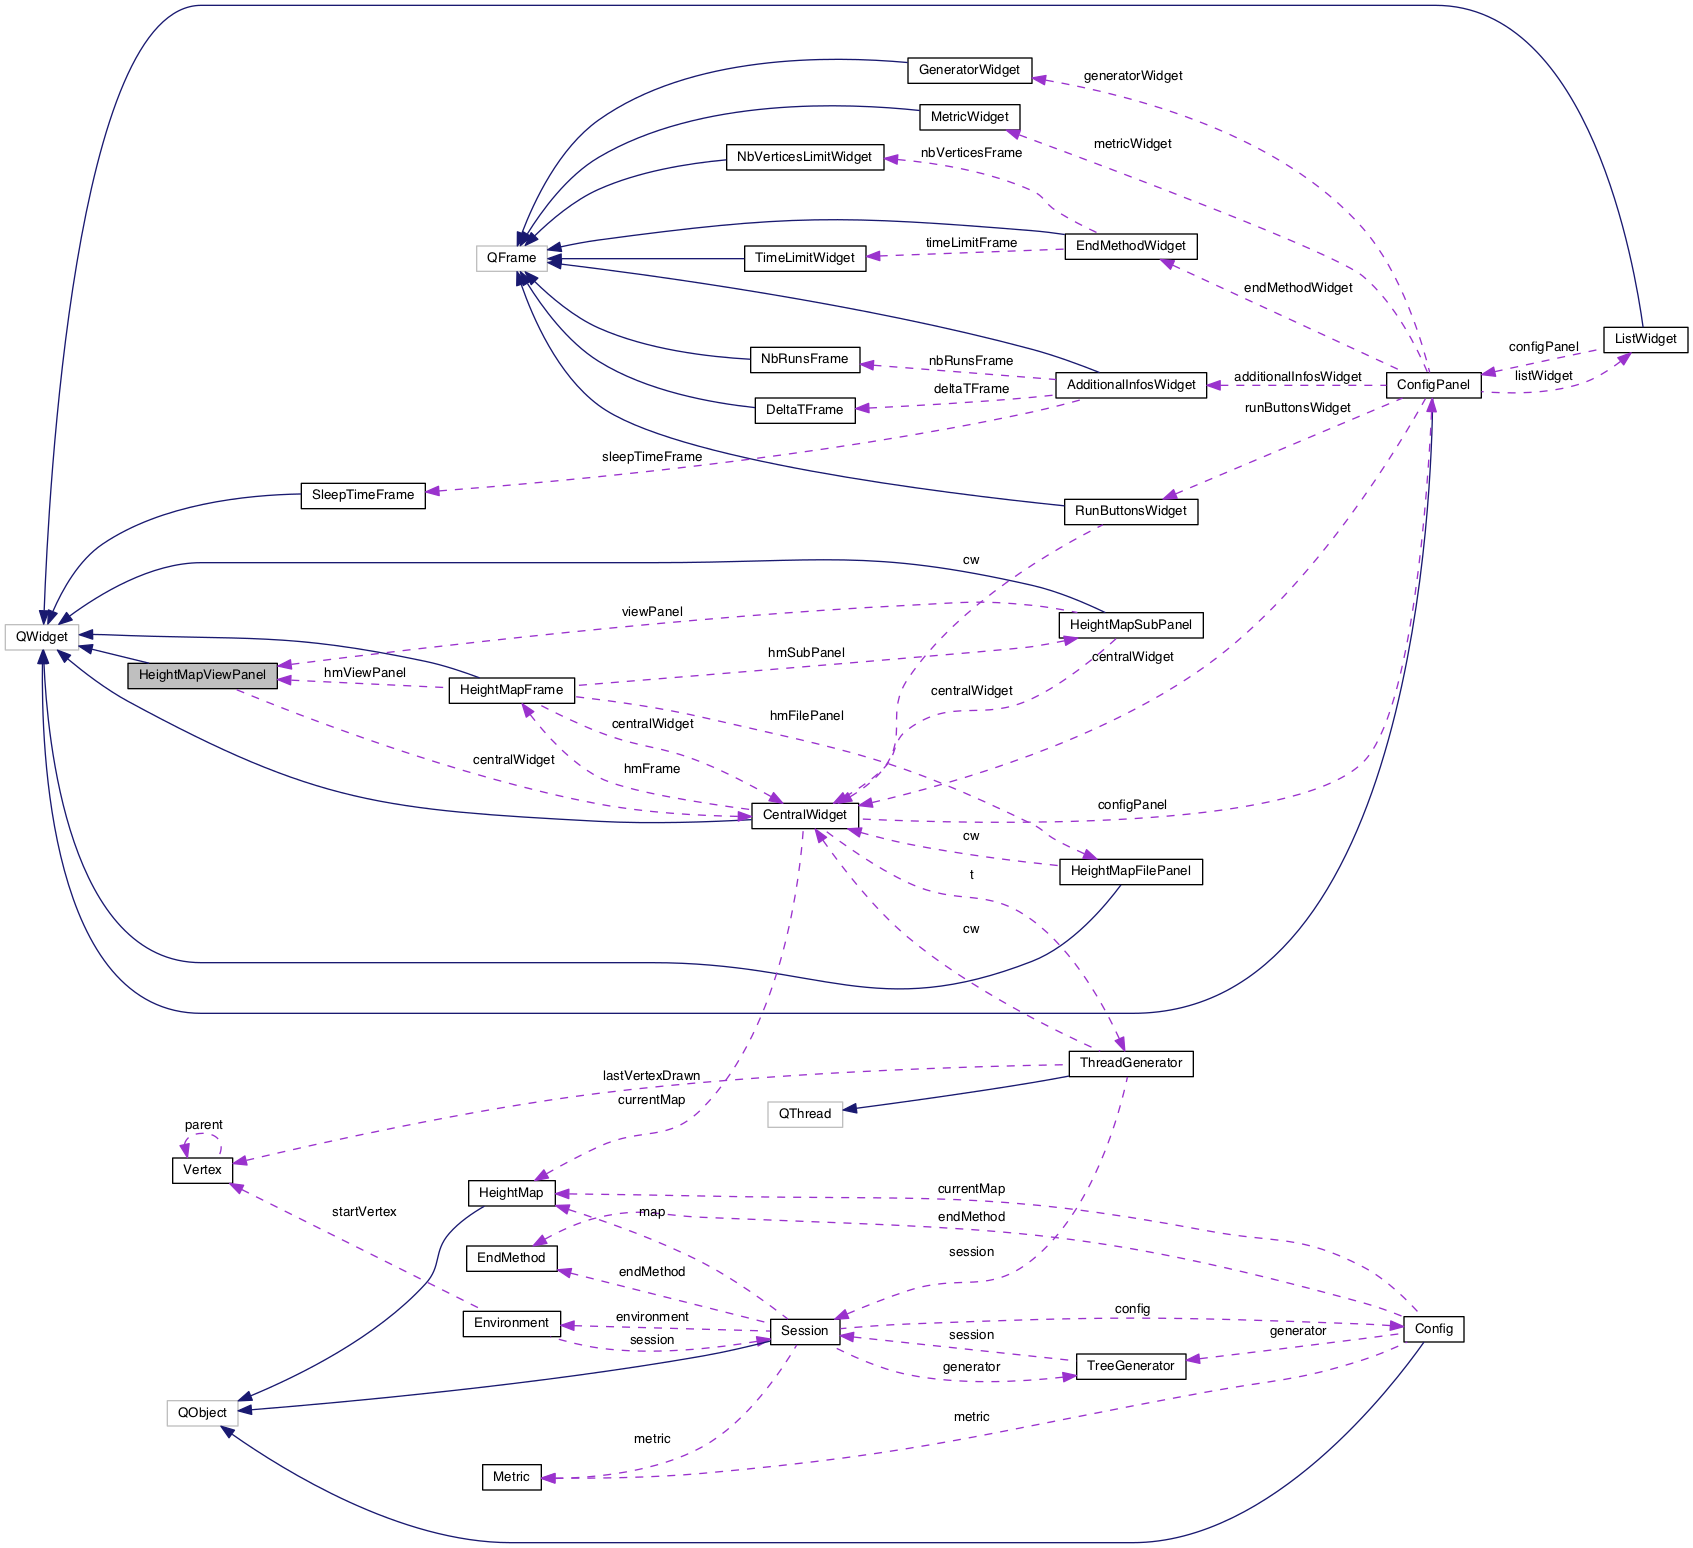 GeneratorWidget
generatorWidget
MetricWidget
metricWidget
nbVerticesFrame
NbVerticesLimitWidget
timeLimitFrame
EndMethodWidget
QFrame
TimeLimitWidget
endMethodWidget
ListWidget
configPanel
NbRunsFrame
nbRunsFrame
additionalInfosWidget
listWidget
AdditionalInfosWidget
ConfigPanel
deltaTFrame
DeltaTFrame
runButtonsWidget
sleepTimeFrame
SleepTimeFrame
RunButtonsWidget
cw
viewPanel
HeightMapSubPanel
QWidget
hmSubPanel
centralWidget
HeightMapViewPanel
hmViewPanel
HeightMapFrame
centralWidget
hmFilePanel
centralWidget
centralWidget
hmFrame
configPanel
CentralWidget
cw
t
HeightMapFilePanel
cw
ThreadGenerator
lastVertexDrawn
currentMap
QThread
parent
Vertex
HeightMap
currentMap
startVertex
map
endMethod
EndMethod
session
endMethod
environment
config
Environment
Session
Config
session
session
generator
generator
TreeGenerator
QObject
metric
metric
Metric